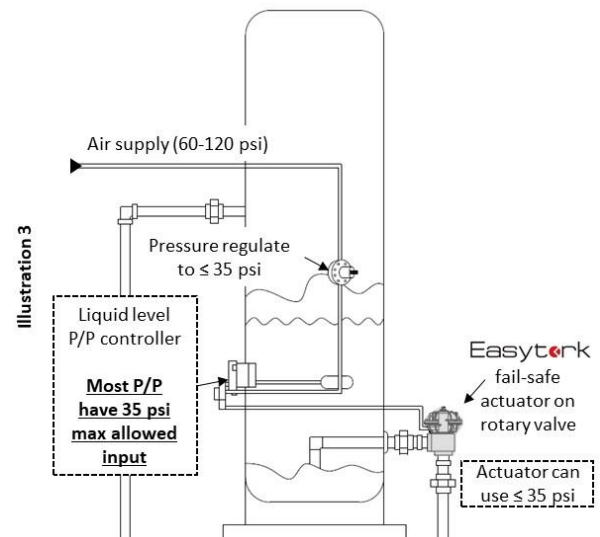 Illustration 3
Air supply (60-120 psi)
Pressure regulate
to ≤ 35 psi
Liquid level
P/P controller
Most P/P
have 35 psi
max allowed
input
Easytork
fail-safe
actuator on
rotary valve
Actuator can
use ≤ 35 psi